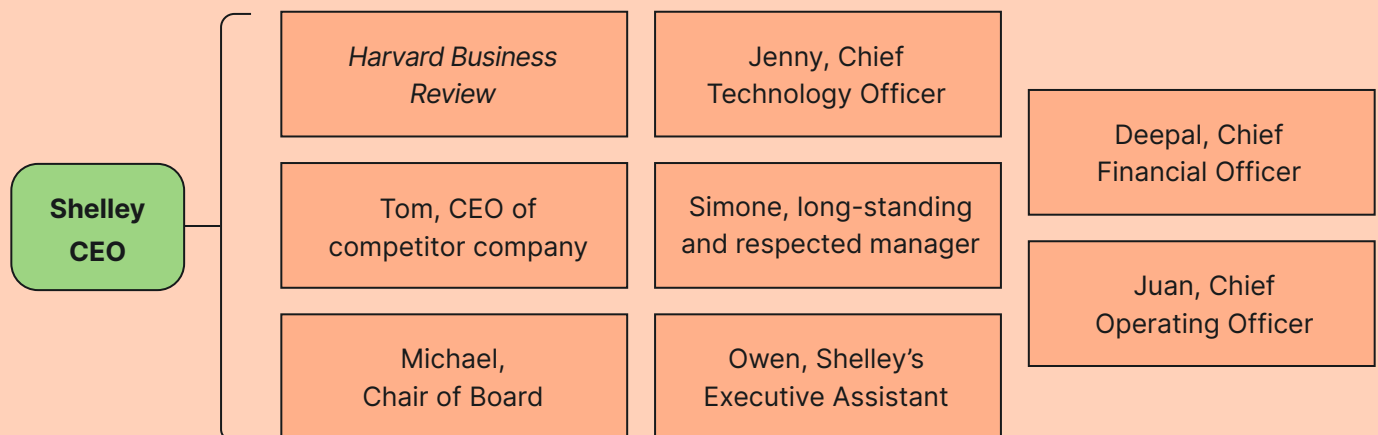 Shelley
CEO
Harvard Business
Review
Tom, CEO of
competitor company
Michael,
Chair of Board
Jenny, Chief
Technology Officer
Simone, long-standing
and respected manager
Owen, Shelley’s
Executive Assistant
Deepal, Chief
Financial Officer
Juan, Chief
Operating Officer